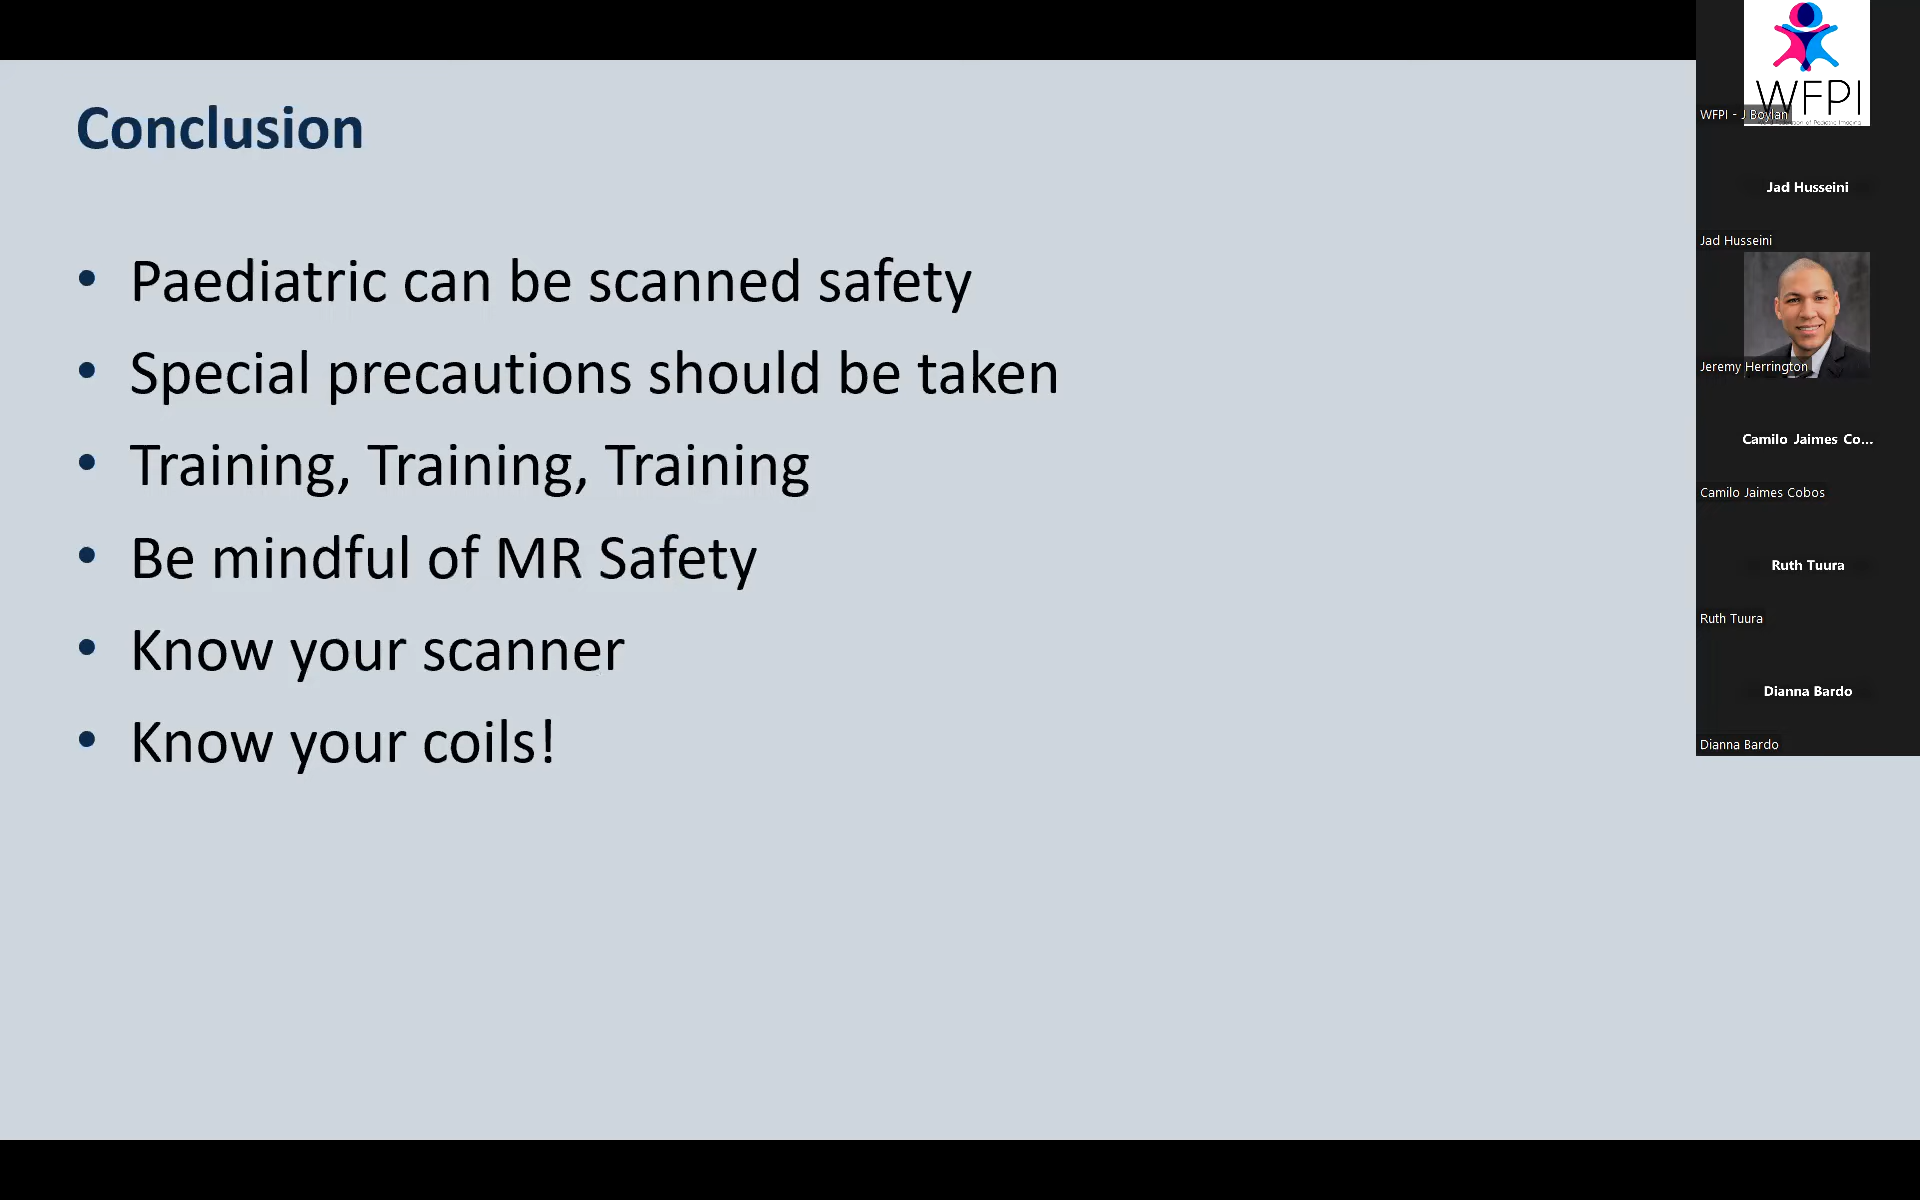 Conclusion
• Paediatric can be scanned safety
• Special precautions should be taken
• Training, Training, Training
• Be mindful of MR Safety
• Know your scanner
• Know your coils!
WFPI
WFPI - J Boylan
Jad Husseini
Jad Husseini
Jeremy Herrington
Camilo Jaimes Co...
Camilo Jaimes Cobos
Ruth Tuura
Ruth Tuura
Dianna Bardo
Dianna Bardo